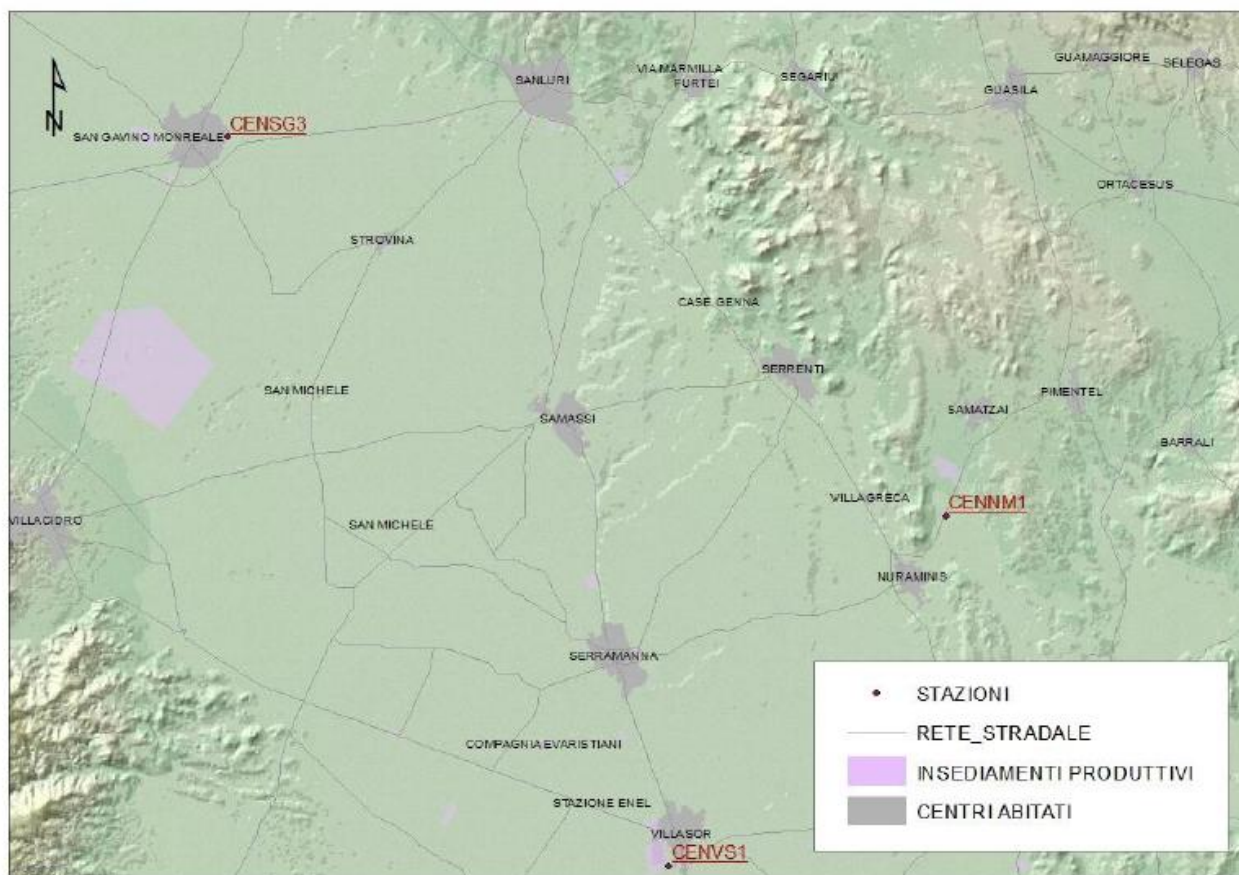 GUAMAGGIORE
SELEGAS
VIA MARMILLA
FURTEI
SEGARIU
SANLURI
GUASILA
N
SAN GAVINO MONREALE
CENSG3
ORTACESUS
STROVINA
CASE GENNA
SERRENTI
SAN MICHELE
PIMENTEL
SAMASSI
SAMATZAI
BARRALI
VILLACIDRO
SAN MICHELE
VILLAGRECA
CENNM1
NURAMINIS
SERRAMANNA
COMPAGNIA EVARISTIANI
STAZIONE ENEL
VILLASOR
CENVS1
STAZIONI
RETE_STRADALE
INSEDIAMENTI PRODUTTIVI
CENTRI ABITATI